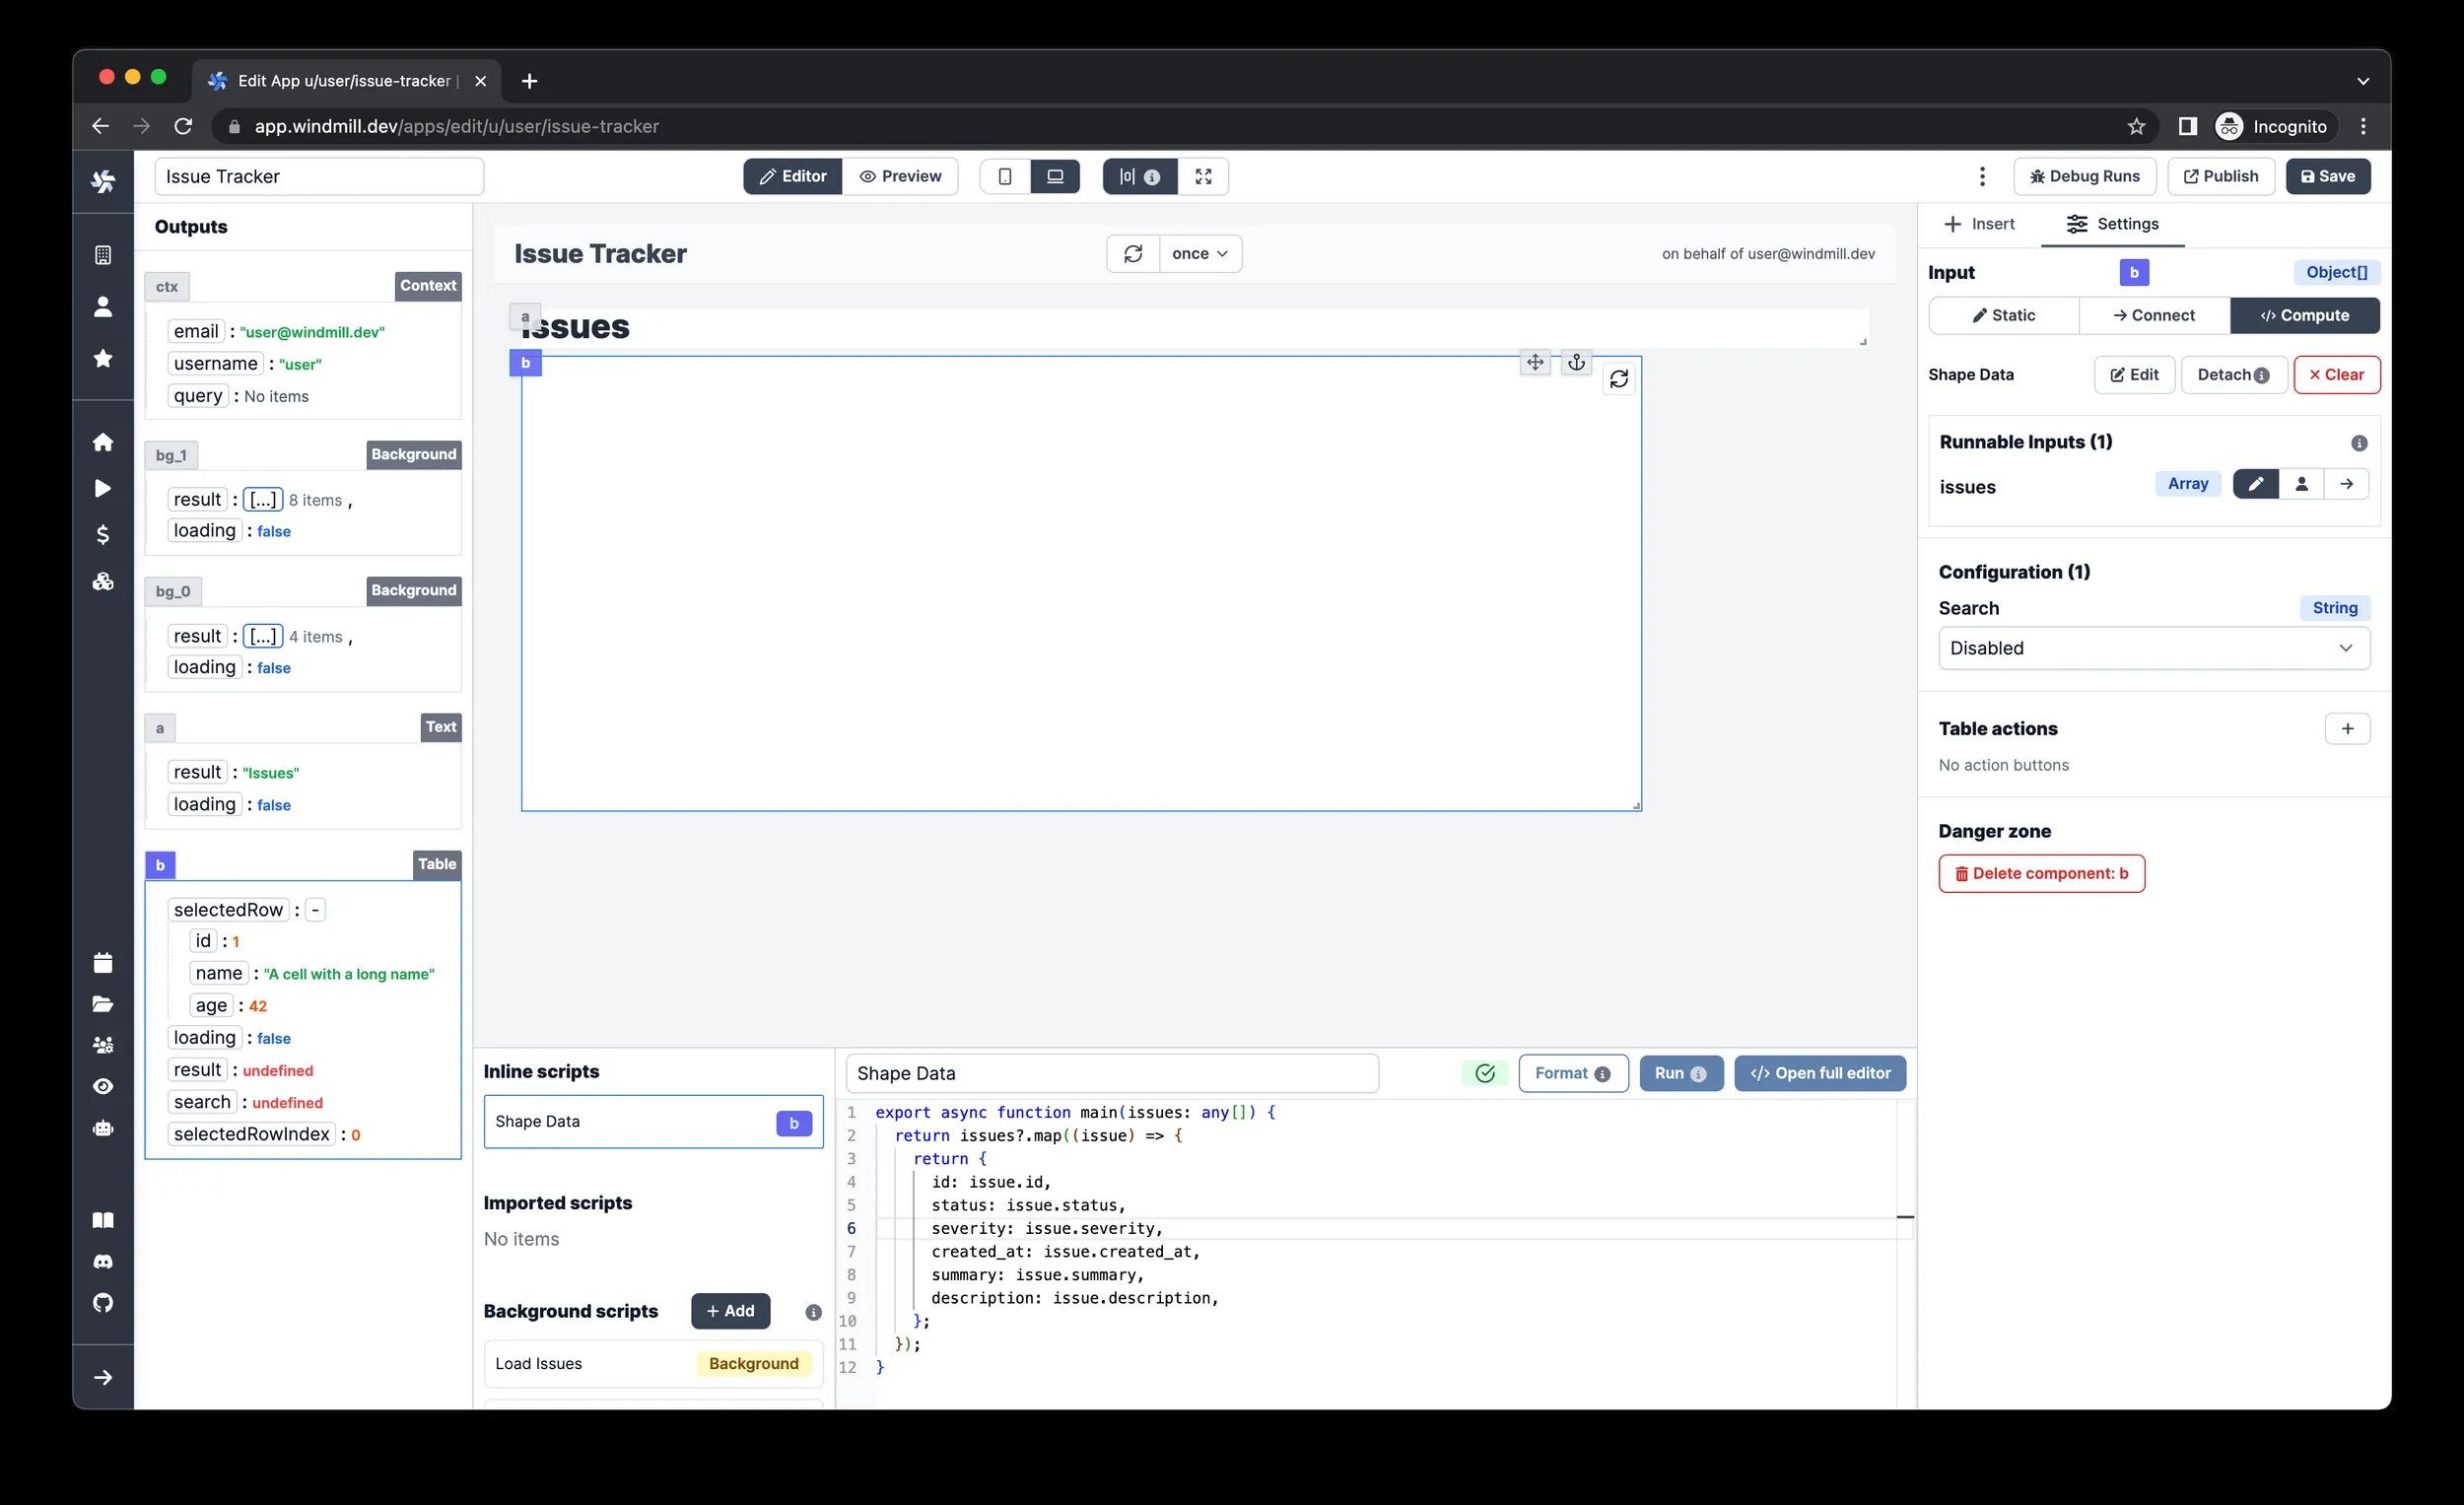 Edit App u/user/issue-tracker |
app.windmill.dev/apps/edit/u/user/issue-tracker
Incognito
Issue Tracker
Editor
Preview
|0|
Debug Runs
Publish
Save
Outputs
ctx
Context
email : "user@windmill.dev"
username : "user"
query : No items
bg_1
Background
result : [...] 8 items ,
loading : false
bg_0
Background
result : [...] 4 items ,
loading : false
a
Text
result : "Issues"
loading : false
b
Table
selectedRow : -
id : 1
name : "A cell with a long name"
age : 42
loading : false
result : undefined
search : undefined
selectedRowIndex : 0
Issue Tracker
once
on behalf of user@windmill.dev
a
Issues
b
Inline scripts
Shape Data
b
Imported scripts
No items
Background scripts
+ Add
Load Issues
Background
Shape Data
Format
Run
</> Open full editor
1 export async function main(issues: any[]) {
2 return issues?.map((issue) => {
3 return {
4 id: issue.id,
5 status: issue.status,
6 severity: issue.severity,
7 created_at: issue.created_at,
8 summary: issue.summary,
9 description: issue.description,
10 };
11 });
12 }
+ Insert
Settings
Input
b
Object[]
Static
Connect
</> Compute
Shape Data
Edit
Detach
Clear
Runnable Inputs (1)
issues
Array
Configuration (1)
Search
String
Disabled
Table actions
+
No action buttons
Danger zone
Delete component: b